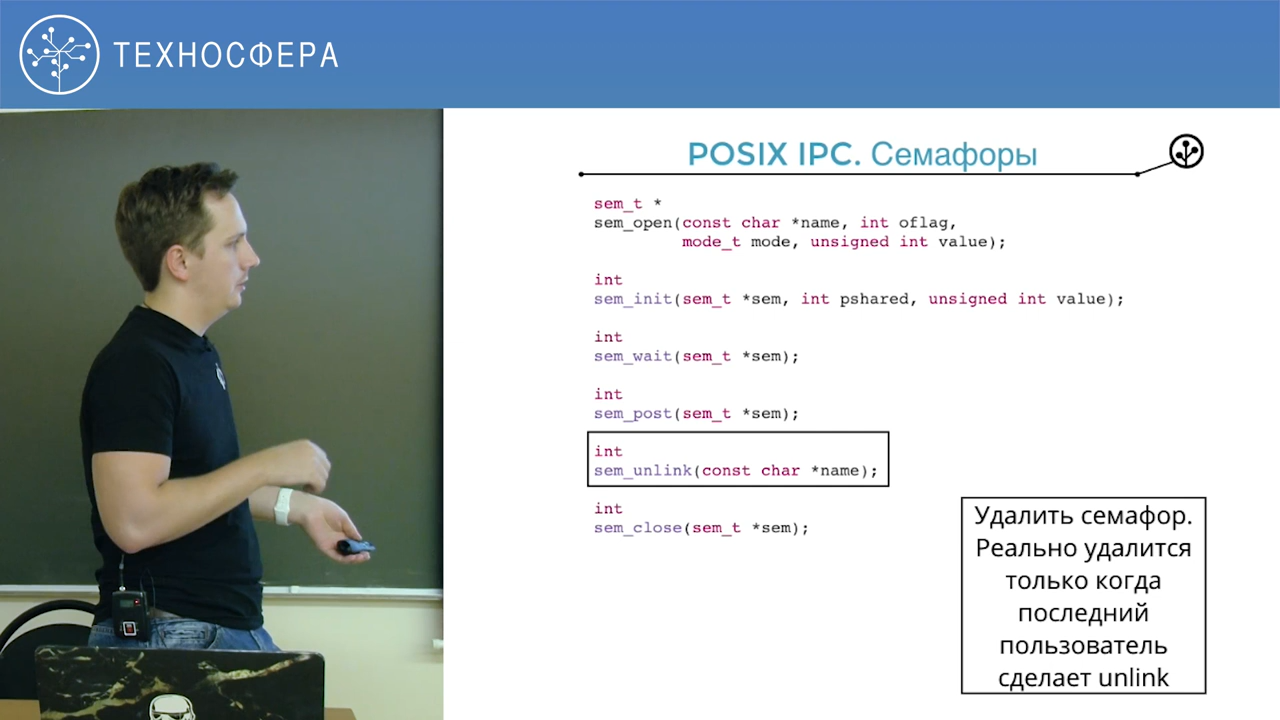 ТЕХНОСФЕРА
POSIX IPC. Семафоры
sem_t *
sem_open(const char *name, int oflag,
mode_t mode, unsigned int value);
int
sem_init(sem_t *sem, int pshared, unsigned int value);
int
sem_wait(sem_t *sem);
int
sem_post(sem_t *sem);
int
sem_unlink(const char *name);
int
sem_close(sem_t *sem);
Удалить семафор.
Реально удалится
только когда
последний
пользователь
сделает unlink